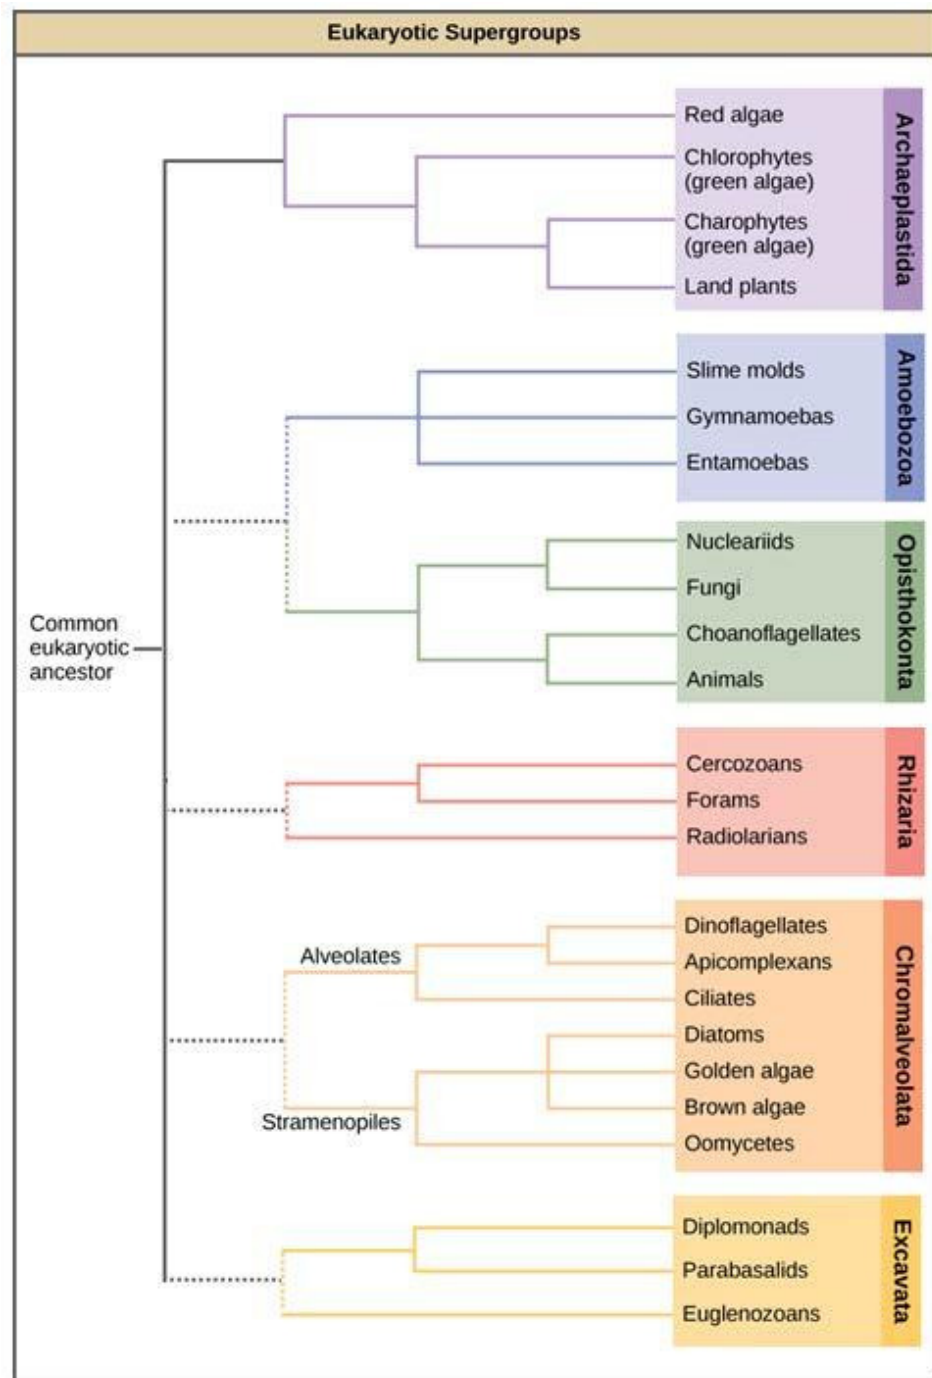 Eukaryotic Supergroups
Red algae
Chlorophytes
(green algae)
Charophytes
(green algae)
Land plants
Archaeplastida
Slime molds
Gymnamoebas
Entamoebas
Amoebozoa
Nucleariids
Fungi
Choanoflagellates
Animals
Opisthokonta
Common
eukaryotic
ancestor
Cercozoans
Forams
Radiolarians
Rhizaria
Alveolates
Dinoflagellates
Apicomplexans
Ciliates
Stramenopiles
Diatoms
Golden algae
Brown algae
Oomycetes
Chromalveolata
Diplomonads
Parabasalids
Euglenozoans
Excavata